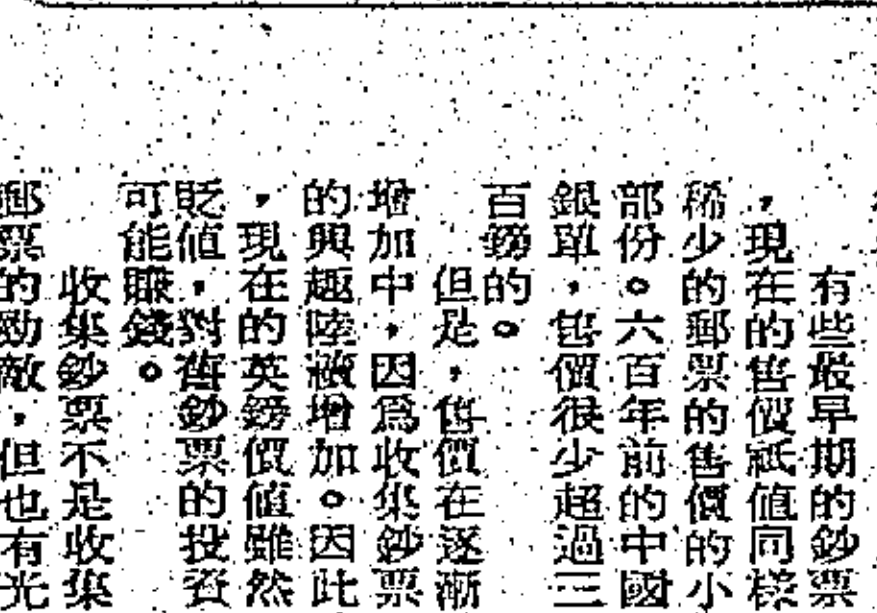 有些最早期的鈔票
，現在的售價祇值同樣
稀少的郵票的售價的小
部份。六百年前的中國
銀單，售價很少超過三
百鎊的。
但是，售價在逐漸
增加中，因爲收集鈔票
的興趣陸續增加。因此
，現在的英鎊價值雖然
貶值，對舊鈔票的投資
可能賺錢。
收集鈔票不是收集
郵票的勁敵，但也有光